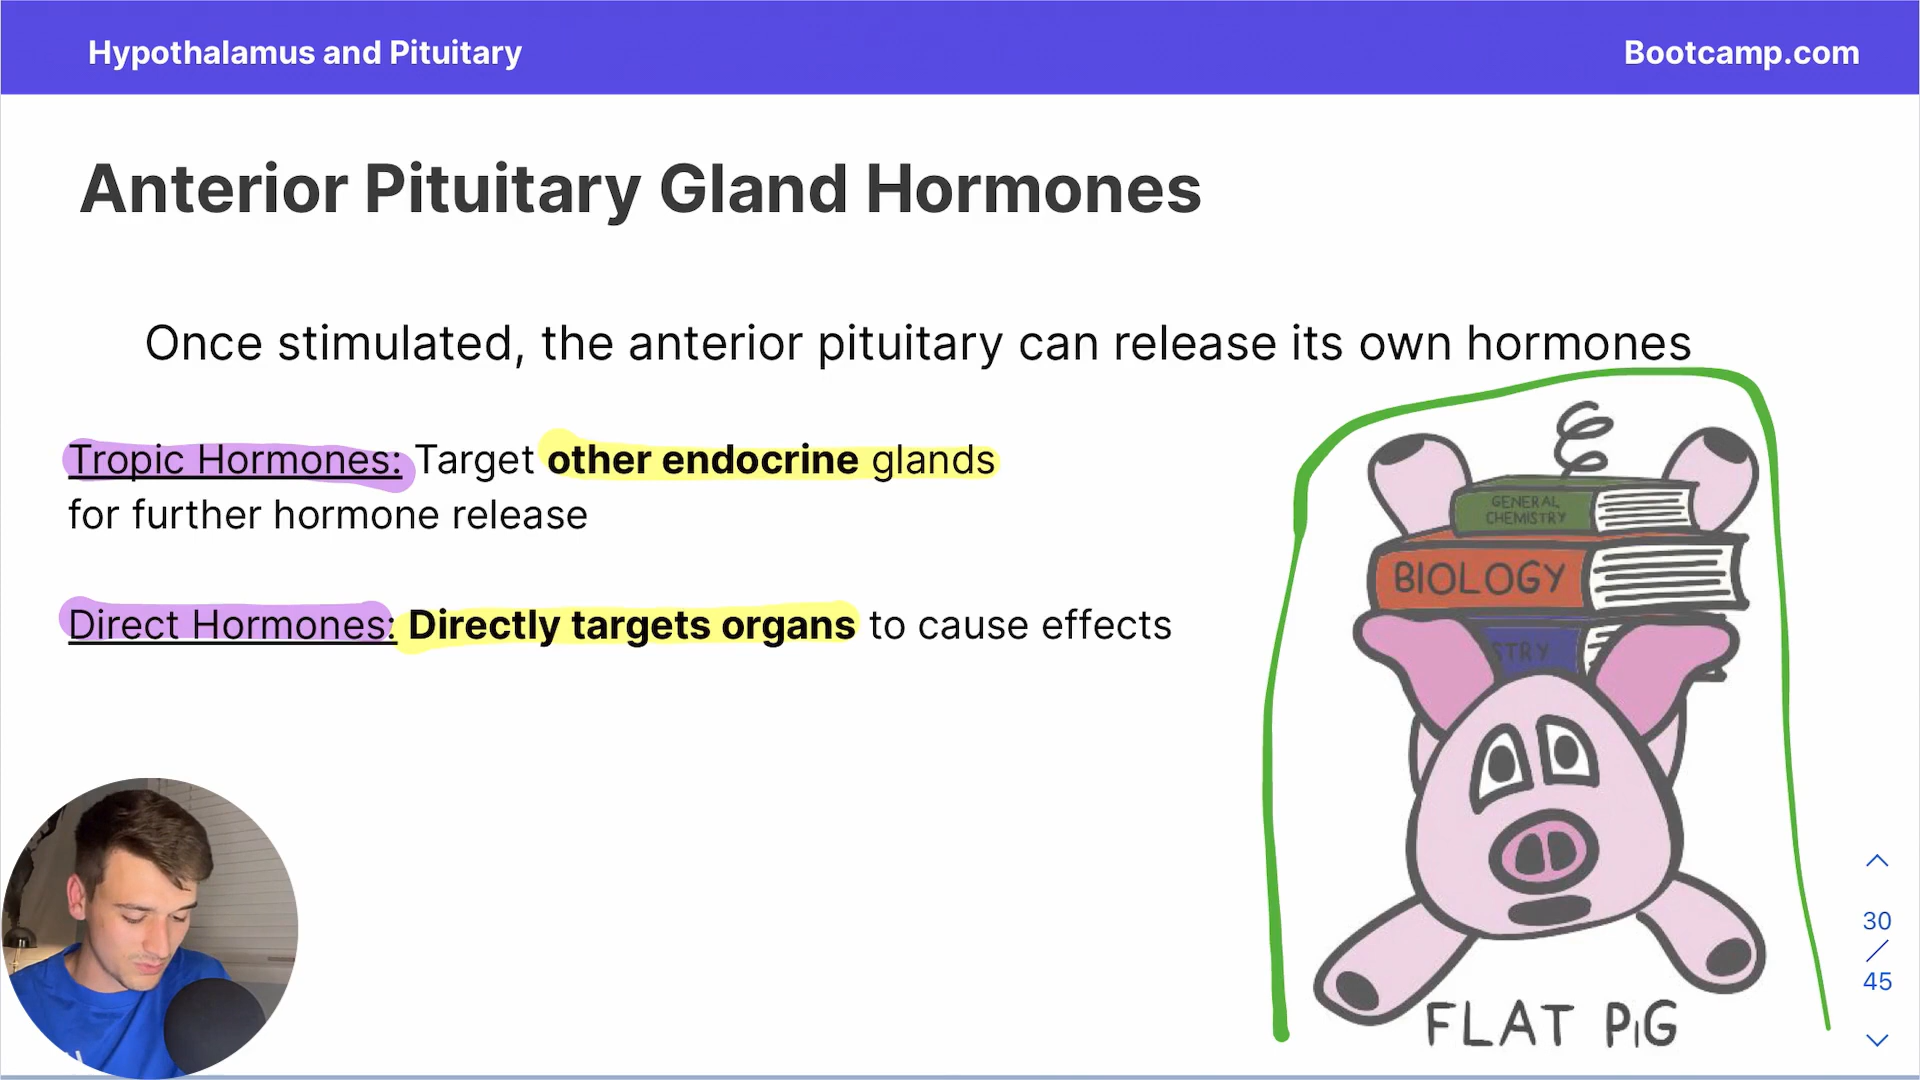 Hypothalamus and Pituitary
Bootcamp.com
Anterior Pituitary Gland Hormones
Once stimulated, the anterior pituitary can release its own hormones
Tropic Hormones: Target other endocrine glands
for further hormone release
Direct Hormones: Directly targets organs to cause effects
GENERAL
CHEMISTRY
BIOLOGY
STRY
FLAT PiG
30
/
45